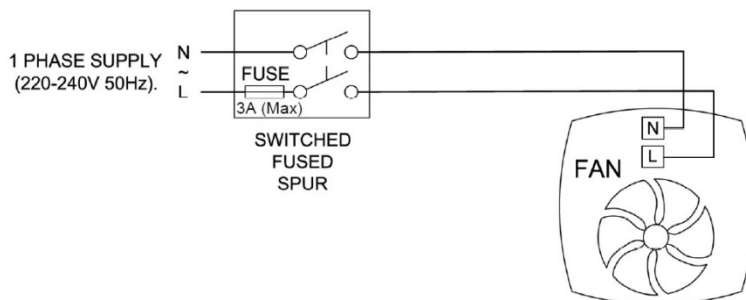 1 PHASE SUPPLY
(220-240V 50Hz).
N
~
L
FUSE
3A (Max)
SWITCHED
FUSED
SPUR
N
L
FAN